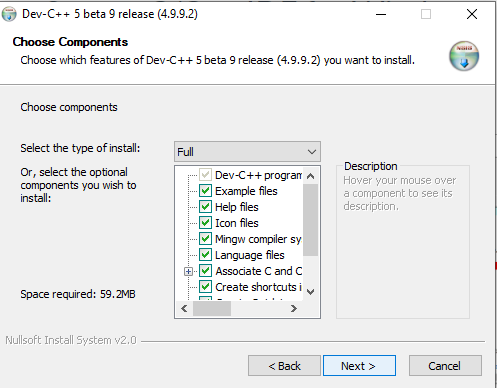 Dev-C++ 5 beta 9 release (4.9.9.2)
Choose Components
Choose which features of Dev-C++ 5 beta 9 release (4.9.9.2) you want to install.
Choose components
Select the type of install:
Full
Or, select the optional
components you wish to
install:
Dev-C++ program
Example files
Help files
Icon files
Mingw compiler sy
Language files
Associate C and C
Create shortcuts i
Description
Hover your mouse over
a component to see its
description.
Space required: 59.2MB
Nullsoft Install System v2.0
< Back
Next >
Cancel